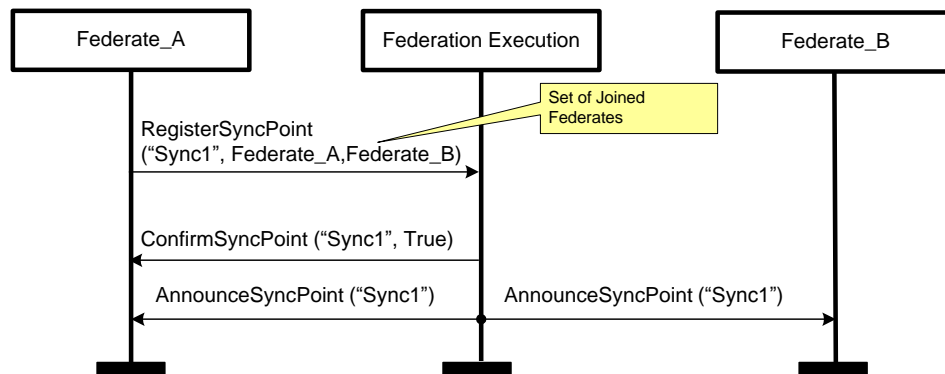 Federate_A
Federation Execution
Federate_B
Set of Joined
Federates
RegisterSyncPoint
(“Sync1”, Federate_A,Federate_B)
ConfirmSyncPoint (“Sync1”, True)
AnnounceSyncPoint (“Sync1”)
AnnounceSyncPoint (“Sync1”)